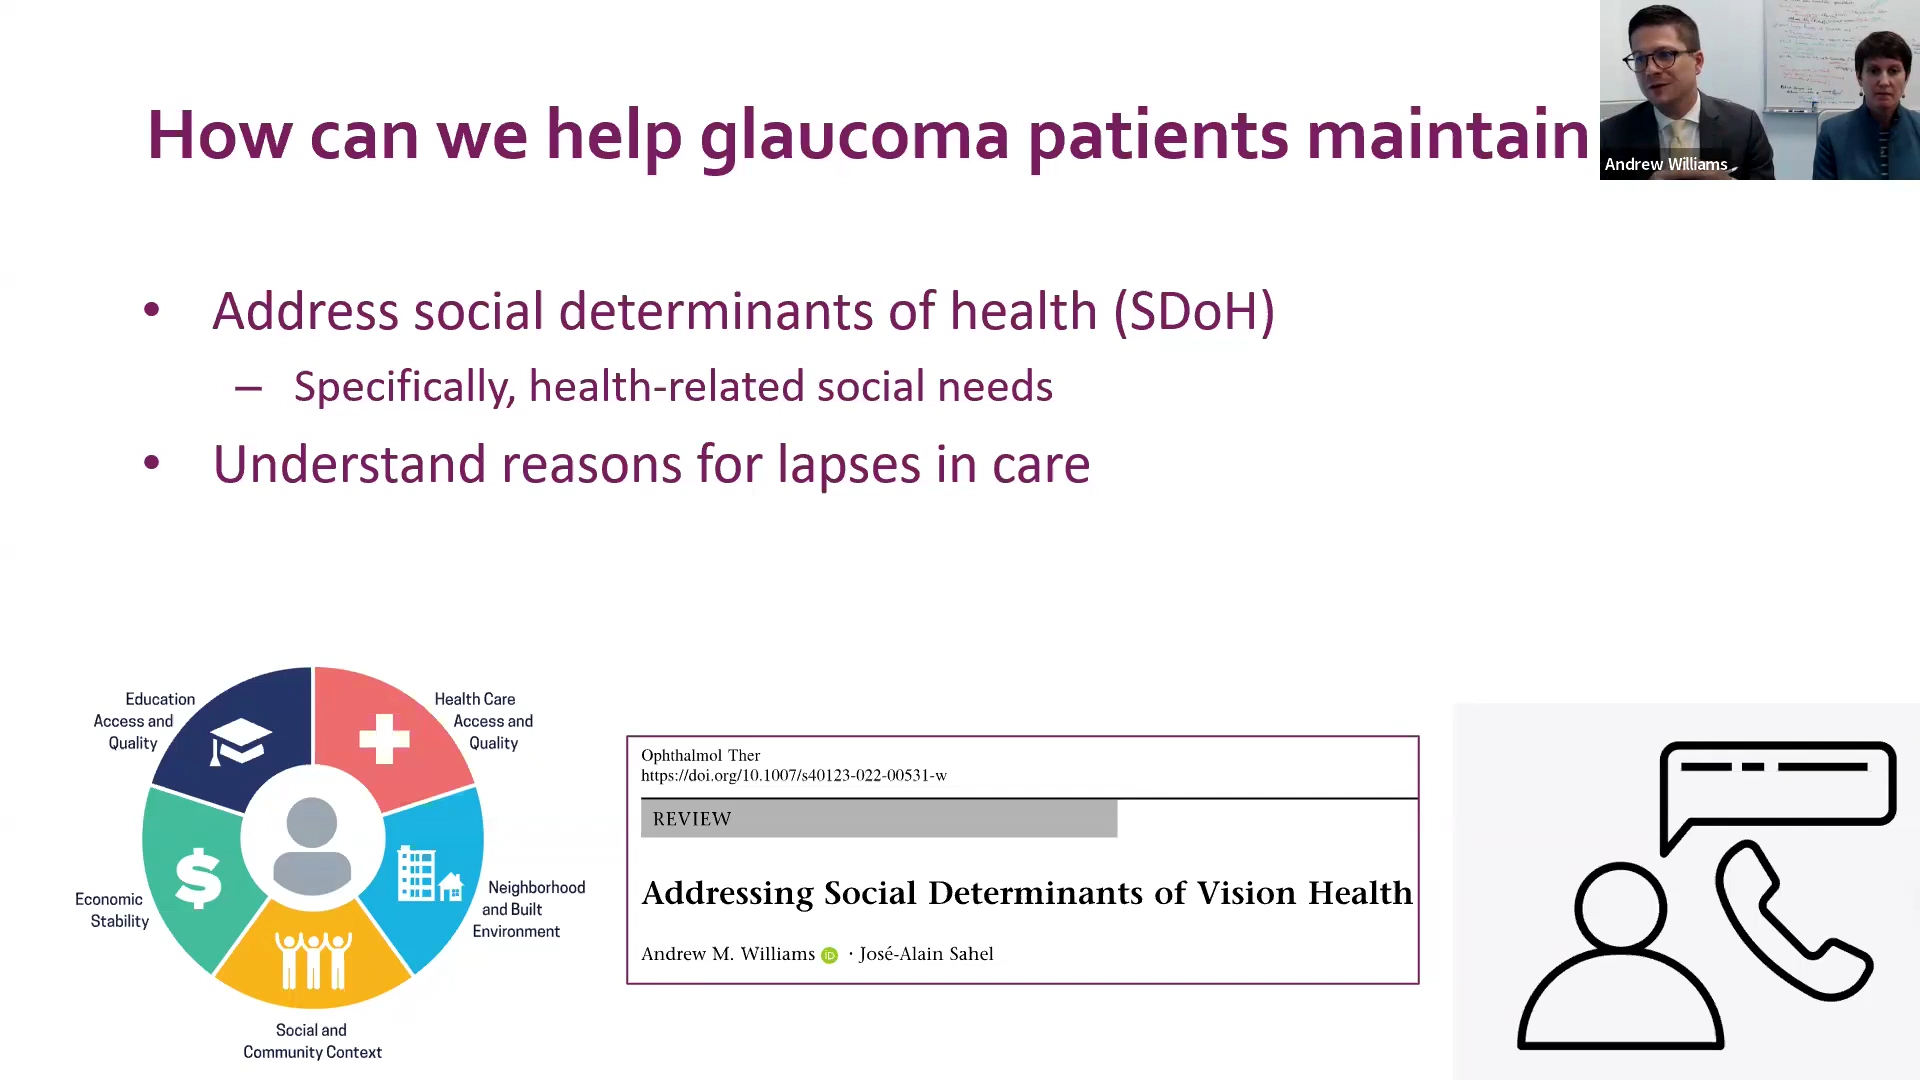 How can we help glaucoma patients maintain
Andrew Williams
• Address social determinants of health (SDoH)
– Specifically, health-related social needs
• Understand reasons for lapses in care
Education
Access and
Quality
Health Care
Access and
Quality
Economic
Stability
Neighborhood
and Built
Environment
Social and
Community Context
Ophthalmol Ther
https://doi.org/10.1007/s40123-022-00531-w
REVIEW
Addressing Social Determinants of Vision Health
Andrew M. Williams iD · José-Alain Sahel